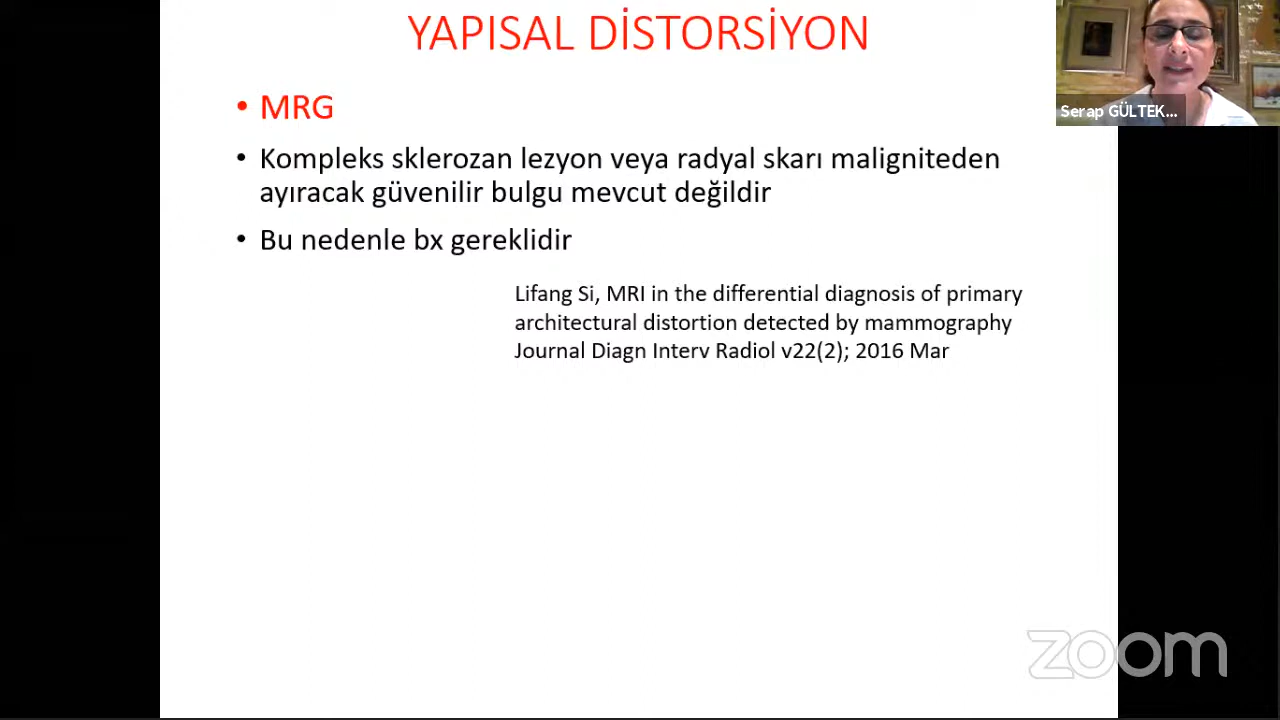 YAPISAL DİSTORSİYON
• MRG
• Kompleks sklerozan lezyon veya radyal skarı maligniteden
ayıracak güvenilir bulgu mevcut değildir
• Bu nedenle bx gereklidir
Lifang Si, MRI in the differential diagnosis of primary
architectural distortion detected by mammography
Journal Diagn Interv Radiol v22(2); 2016 Mar
Serap GÜLTEK...
zoom